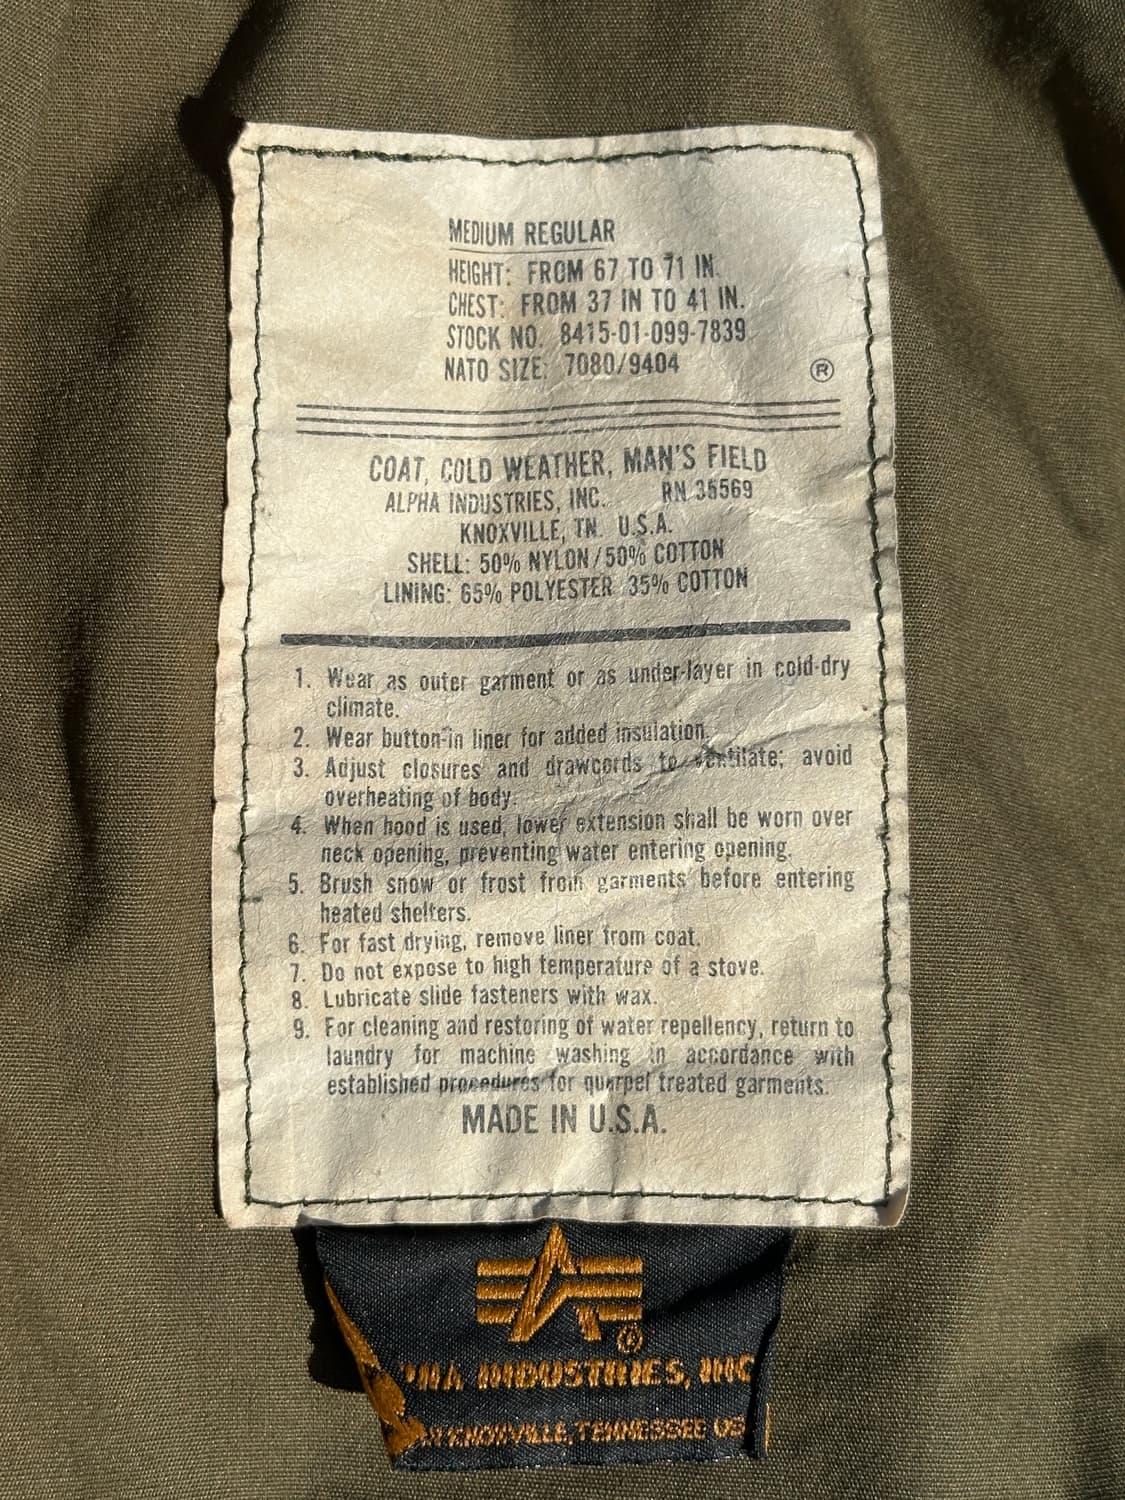 MEDIUM REGULAR
HEIGHT: FROM 67 TO 71 IN.
CHEST: FROM 37 IN TO 41 IN.
STOCK NO. 8415-01-099-7839
NATO SIZE: 7080/9404
®
COAT, COLD WEATHER, MAN'S FIELD
ALPHA INDUSTRIES, INC. RN 35569
KNOXVILLE, TN. U.S.A.
SHELL: 50% NYLON/50% COTTON
LINING: 65% POLYESTER 35% COTTON
1. Wear as outer garment or as under-layer in cold-dry
climate.
2. Wear button-in liner for added insulation.
3. Adjust closures and drawcords to ventilate; avoid
overheating of body.
4. When hood is used, lower extension shall be worn over
neck opening, preventing water entering opening.
5. Brush snow or frost from garments before entering
heated shelters.
6. For fast drying, remove liner from coat.
7. Do not expose to high temperature of a stove.
8. Lubricate slide fasteners with wax.
9. For cleaning and restoring of water repellency, return to
laundry for machine washing in accordance with
established procedures for quarpel treated garments.
MADE IN U.S.A.
®
INDUSTRIES, INC
KNOXVILLE, TENNESSEE US